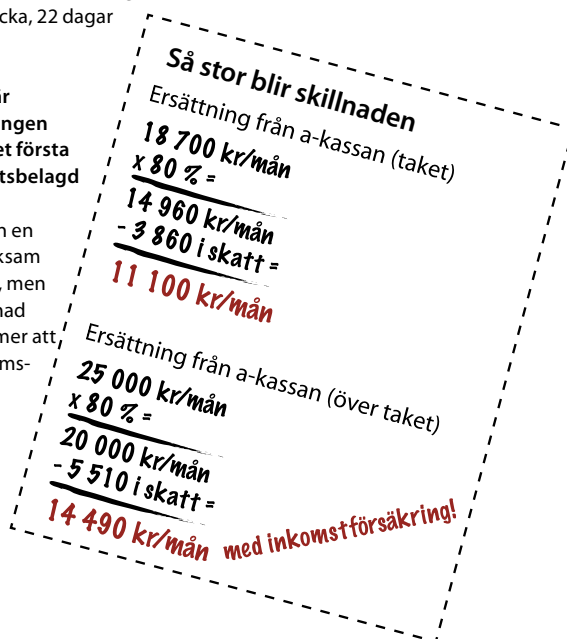 cka, 22 dagar
är
ngen
et första
tsbelagd
n en
ksam
, men
nad
mer att
ms-
Så stor blir skillnaden
Ersättning från a-kassan (taket)
18 700 kr/mån
x 80 % =
14 960 kr/mån
- 3 860 i skatt =
11 100 kr/mån
Ersättning från a-kassan (över taket)
25 000 kr/mån
x 80 % =
20 000 kr/mån
- 5 510 i skatt =
14 490 kr/mån med inkomstförsäkring!